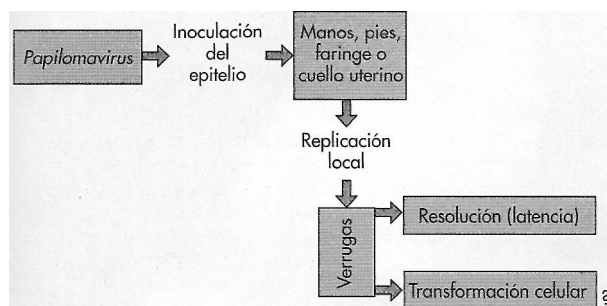 Papilomavirus
Inoculación
del
epitelio
Manos, pies,
faringe o
cuello uterino
Replicación
local
Verrugas
Resolución (latencia)
Transformación celular